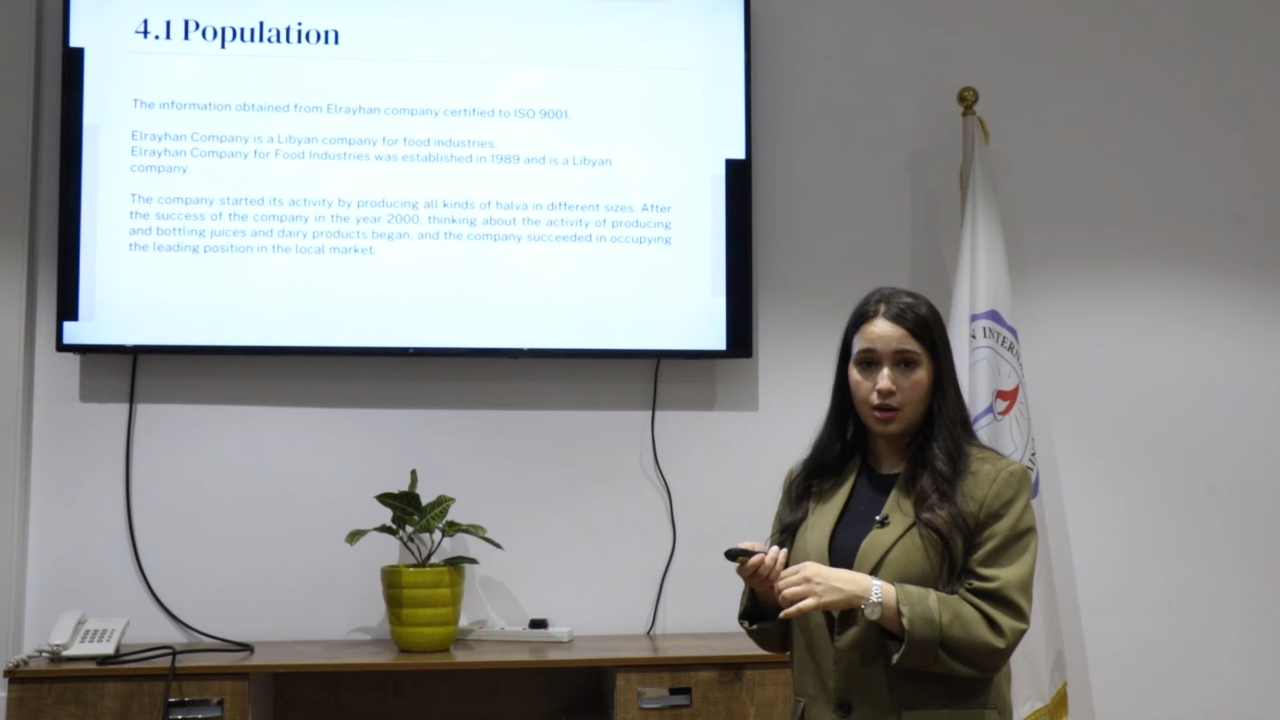 4.1 Population
The information obtained from Elrayhan company certified to ISO 9001.
Elrayhan Company is a Libyan company for food industries.
Elrayhan Company for Food Industries was established in 1989 and is a Libyan
company.
The company started its activity by producing all kinds of halva in different sizes. After
the success of the company in the year 2000, thinking about the activity of producing
and bottling juices and dairy products began, and the company succeeded in occupying
the leading position in the local market.
N INTERN